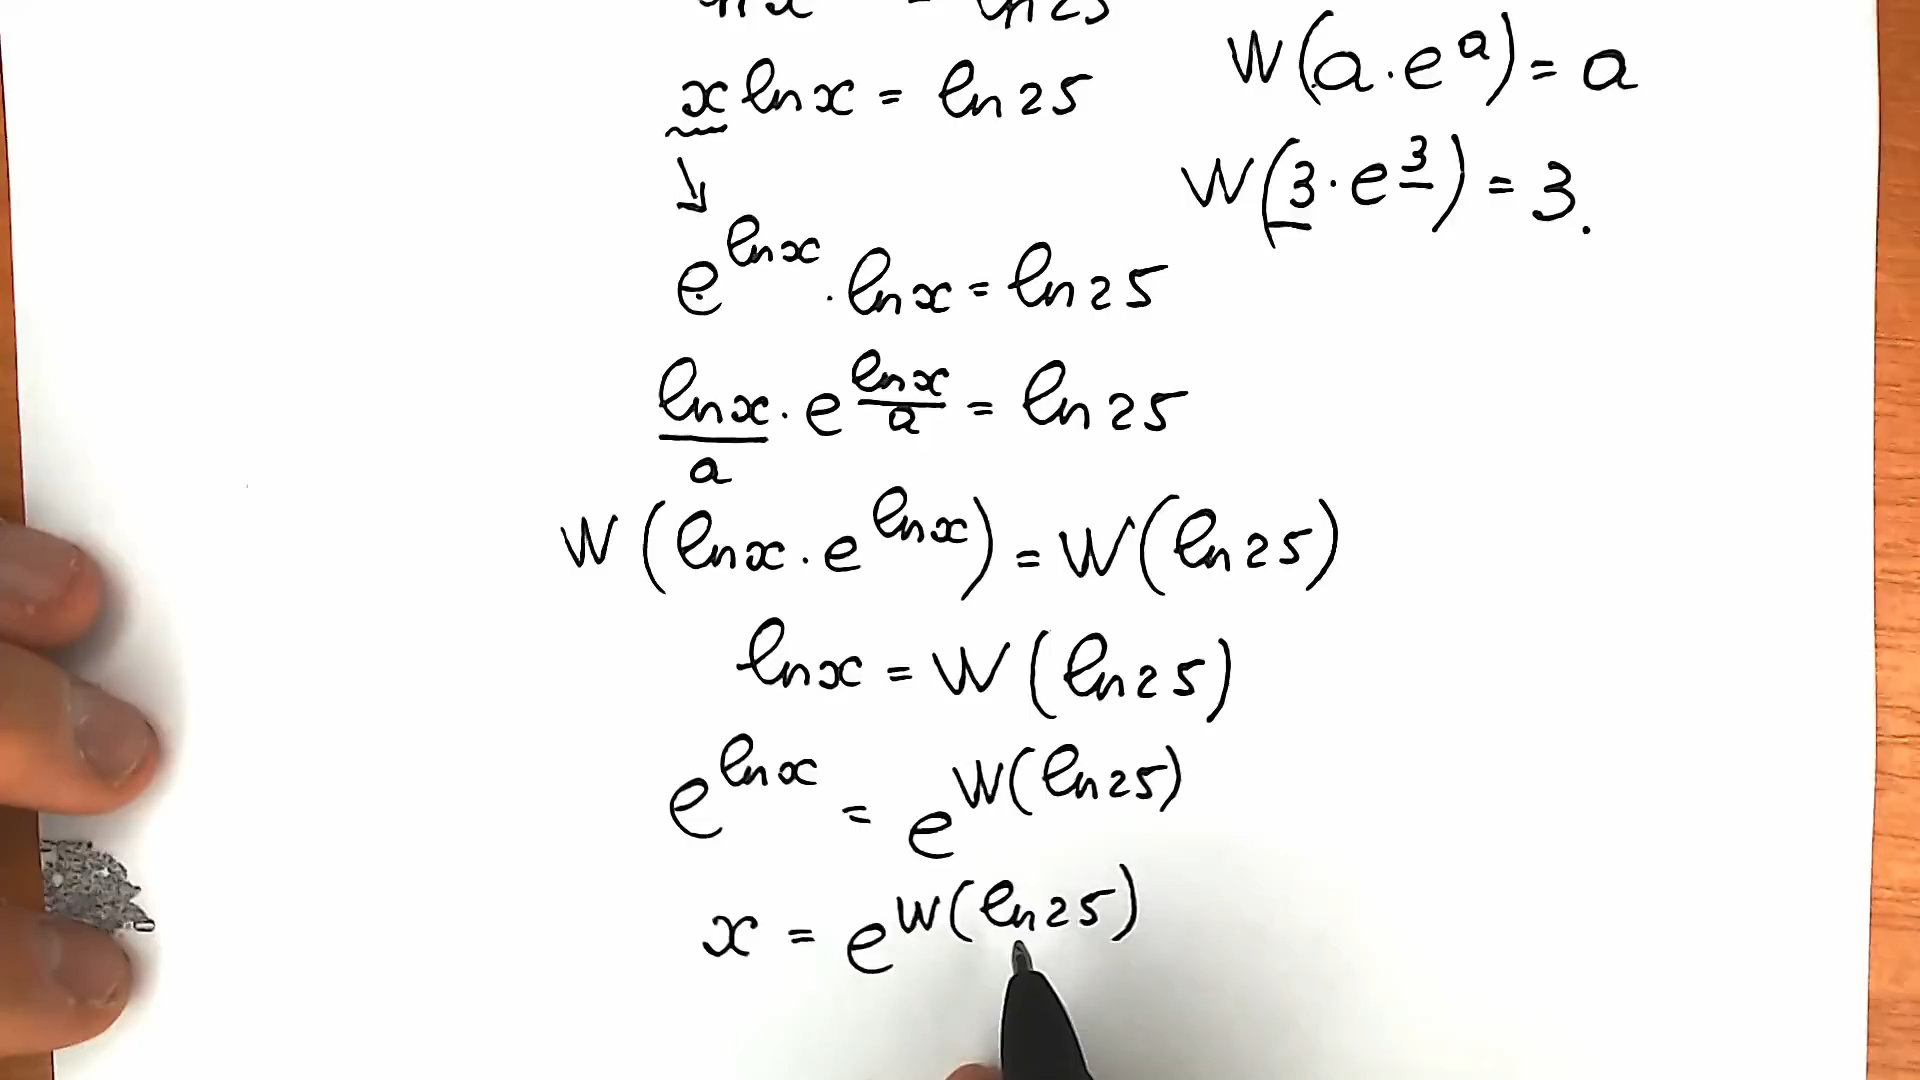 x ln x = ln 25
W(a · e^a) = a
W(3 · e^3) = 3.
e^(ln x) · ln x = ln 25
ln x · e^(ln x) = ln 25
a a
W(ln x · e^(ln x)) = W(ln 25)
ln x = W(ln 25)
e^(ln x) = e^(W(ln 25))
x = e^(W(ln 25))